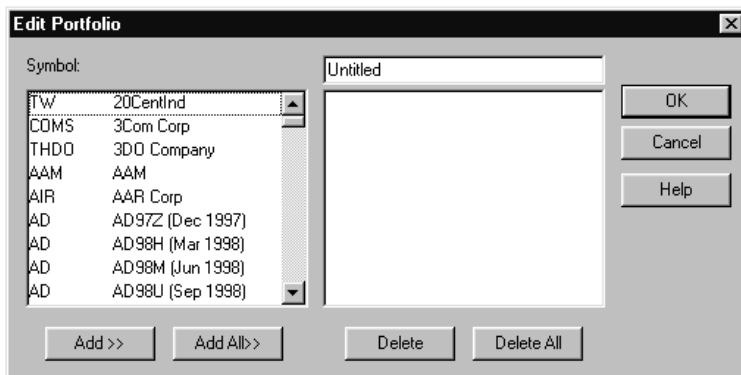 Edit Portfolio
Symbol:
Untitled
TW 20CentInd
COMS 3Com Corp
THDO 3DO Company
AAM AAM
AIR AAR Corp
AD AD97Z (Dec 1997)
AD AD98H (Mar 1998)
AD AD98M (Jun 1998)
AD AD98U (Sep 1998)
OK
Cancel
Help
Add >>
Add All>>
Delete
Delete All